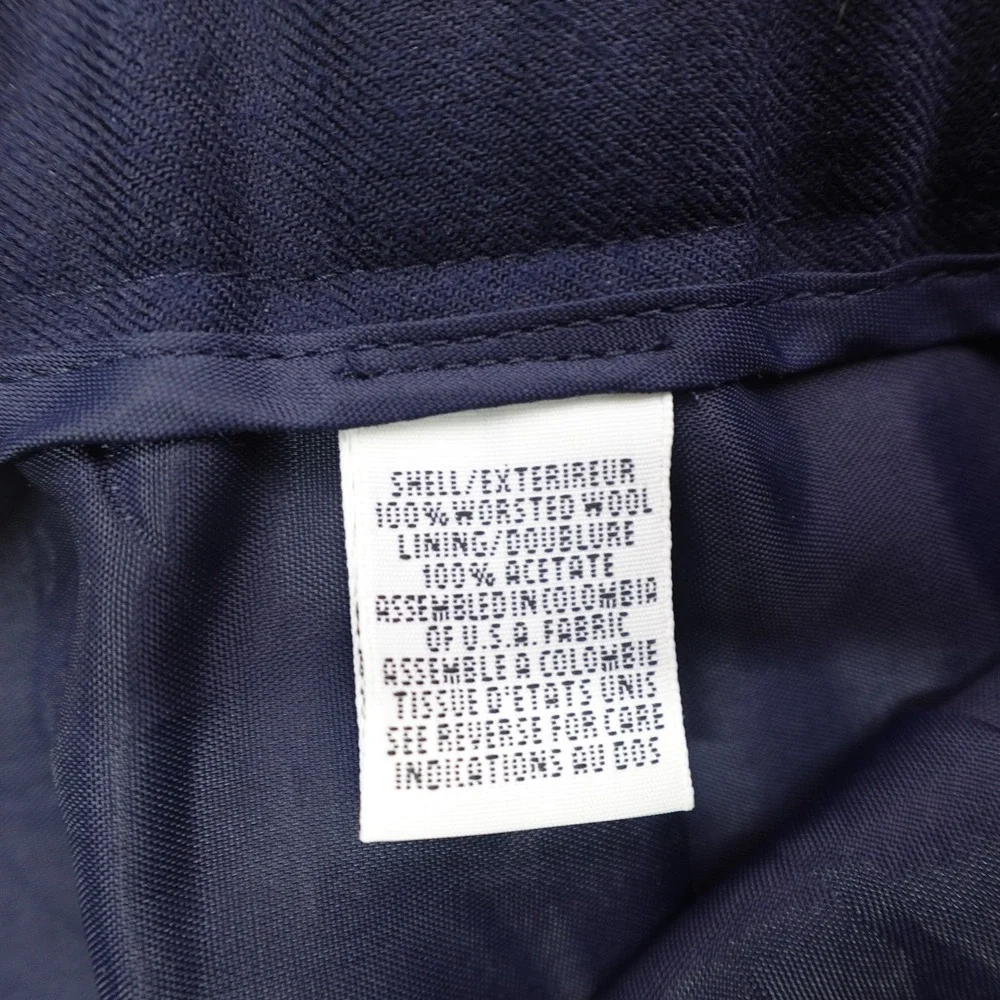 SHELL/EXTERIREUR
100% WORSTED WOOL
LINING/DOUBLURE
100% ACETATE
ASSEMBLED IN COLOMBIA
OF U.S.A. FABRIC
ASSEMBLE A COLOMBIE
TISSUE D'ETATS UNIS
SEE REVERSE FOR CARE
INDICATIONS AU DOS